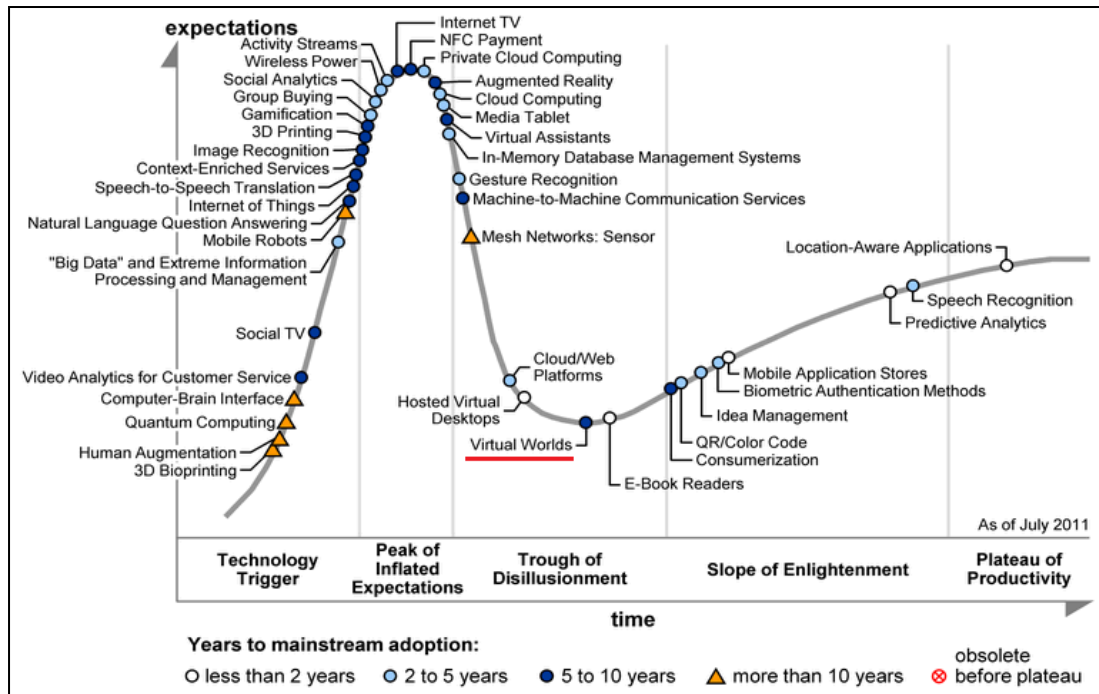 expectations
Activity Streams
Wireless Power
Social Analytics
Group Buying
Gamification
3D Printing
Image Recognition
Context-Enriched Services
Speech-to-Speech Translation
Internet of Things
Natural Language Question Answering
Mobile Robots
"Big Data" and Extreme Information
Processing and Management
Social TV
Video Analytics for Customer Service
Computer-Brain Interface
Quantum Computing
Human Augmentation
3D Bioprinting
Internet TV
NFC Payment
Private Cloud Computing
Augmented Reality
Cloud Computing
Media Tablet
Virtual Assistants
In-Memory Database Management Systems
Gesture Recognition
Machine-to-Machine Communication Services
Mesh Networks: Sensor
Cloud/Web
Platforms
Hosted Virtual
Desktops
Virtual Worlds
E-Book Readers
Consumerization
QR/Color Code
Idea Management
Biometric Authentication Methods
Mobile Application Stores
Predictive Analytics
Speech Recognition
Location-Aware Applications
As of July 2011
Technology
Trigger
Peak of
Inflated
Expectations
Trough of
Disillusionment
Slope of Enlightenment
Plateau of
Productivity
time
Years to mainstream adoption:
less than 2 years
2 to 5 years
5 to 10 years
more than 10 years
obsolete
before plateau